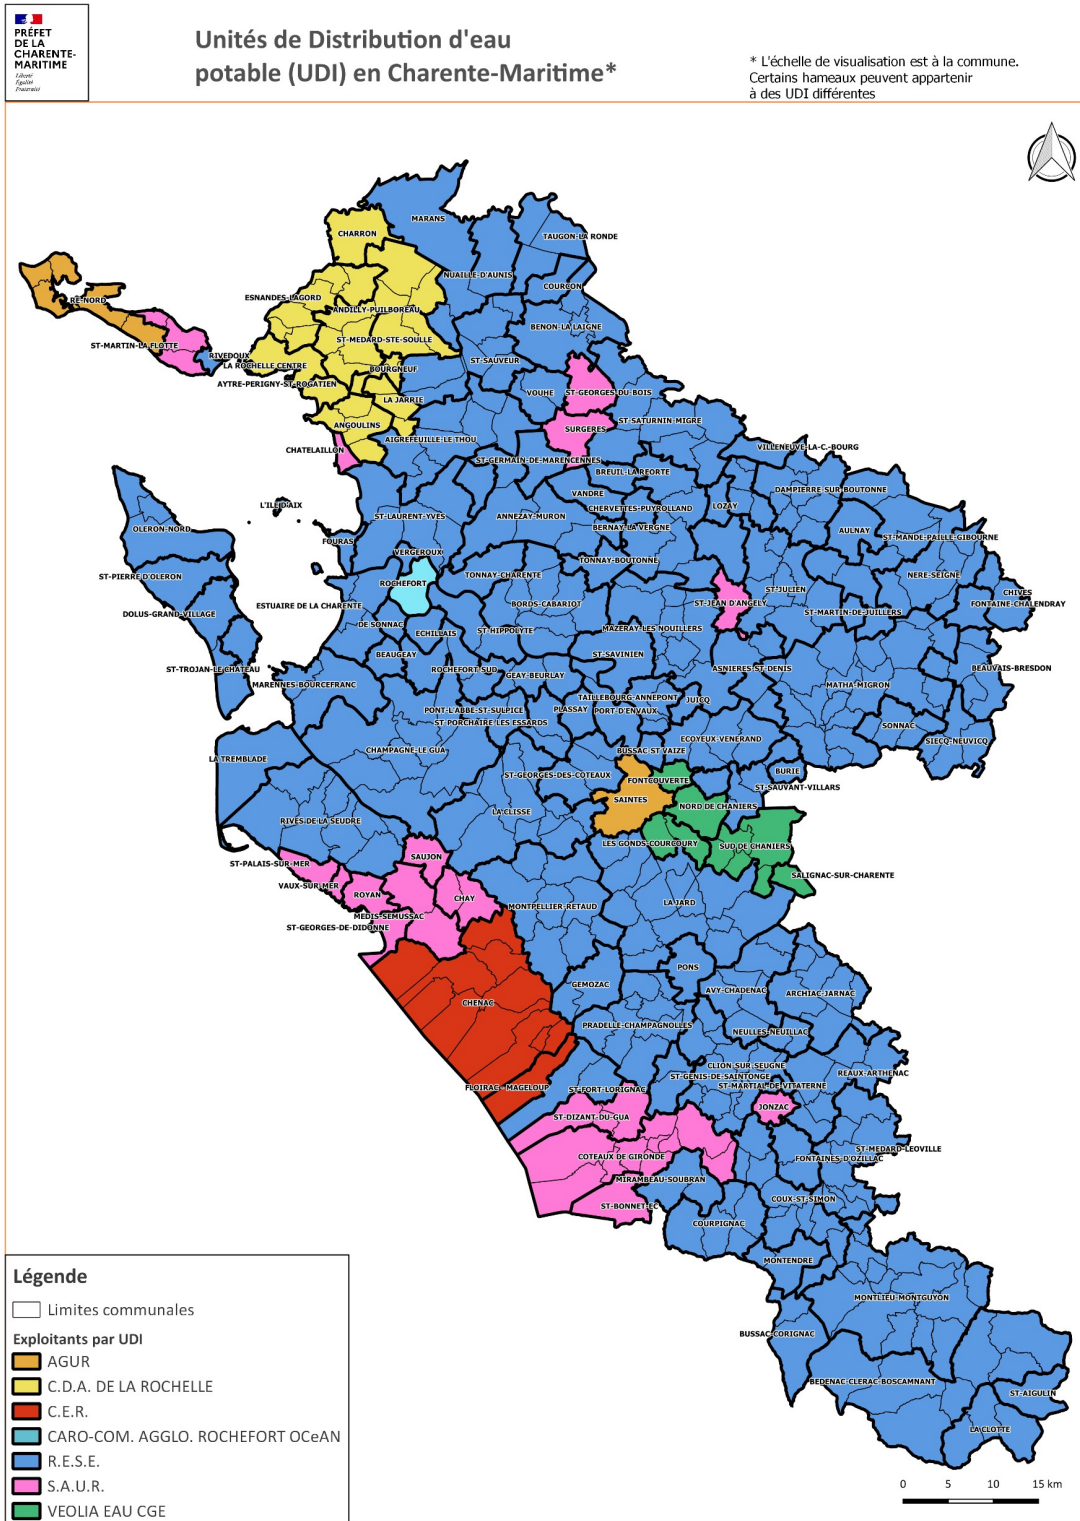 PRÉFET
DE LA
CHARENTE-
MARITIME
Liberté
Égalité
Fraternité
Unités de Distribution d'eau
potable (UDI) en Charente-Maritime*
* L'échelle de visualisation est à la commune.
Certains hameaux peuvent appartenir
à des UDI différentes
MARANS
CHARRON
TAUGON-LA RONDE
NUAILLE-D'AUNIS
COURCON
ESNANDES-LAGORD
RE-NORD
ANDILLY-PUILBOREAU
BENON-LA LAIGNE
ST-MARTIN-LA FLOTTE
ST-MEDARD-STE-SOULLE
RIVEDOUX
LA ROCHELLE CENTRE
ST-SAUVEUR
BOURGNEUF
AYTRE-PERIGNY-ST-ROGATIEN
VOUHE
ST-GEORGES-DU-BOIS
LA JARRIE
ST-SATURNIN-MIGRE
ANGOULINS
SURGERES
AIGREFEUILLE-LE THOU
CHATELAILLON
VILLENEUVE-LA-C.-BOURG
ST-GERMAIN-DE-MARENCENNES
BREUIL-LA REORTE
DAMPIERRE-SUR-BOUTONNE
VANDRE
L'ILE D'AIX
CHERVETTES-PUYROLLAND
LOZAY
ST-LAURENT-YVES
ANNEZAY-MURON
OLERON-NORD
BERNAY-LA VERGNE
AULNAY
ST-MANDE-PAILLE-GIBOURNE
FOURAS
VERGEROUX
TONNAY-BOUTONNE
ST-PIERRE D'OLERON
TONNAY-CHARENTE
NERE-SEIGNE
ROCHEFORT
ST-JULIEN
CHIVES
ESTUAIRE DE LA CHARENTE
BORDS-CABARIOT
ST-JEAN D'ANGELY
FONTAINE-CHALENDRAY
DOLUS-GRAND-VILLAGE
ST-MARTIN-DE-JUILLERS
DE SONNAC
ECHILLAIS
ST-HIPPOLYTE
MAZERAY-LES NOUILLERS
BEAUGEAY
ST-SAVINIEN
ST-TROJAN-LE CHATEAU
ROCHEFORT-SUD
GEAY-BEURLAY
ASNIERES-ST-DENIS
BEAUVAIS-BRESDON
MARENNES-BOURCEFRANC
MATHA-MIGRON
TAILLEBOURG-ANNEPONT
JUICQ
PONT-L'ABBE-ST-SULPICE
PLASSAY
PORT-D'ENVAUX
ST PORCHAIRE LES ESSARDS
SONNAC
ECOYEUX-VENERAND
SIECQ-NEUVICQ
CHAMPAGNE-LE GUA
BUSSAC-ST VAIZE
LA TREMBLADE
ST-GEORGES-DES-COTEAUX
BURIE
FONTCOUVERTE
ST-SAUVANT-VILLARS
SAINTES
NORD DE CHANIERS
LA CLISSE
RIVES-DE-LA SEUDRE
LES GONDS-COURCOURY
SUD DE CHANIERS
SAUJON
ST-PALAIS-SUR-MER
SALIGNAC-SUR-CHARENTE
VAUX-SUR-MER
ROYAN
CHAY
LA JARD
MONTPELLIER-RETAUD
MEDIS-SEMUSSAC
ST-GEORGES-DE-DIDONNE
PONS
GEMOZAC
AVY-CHADENAC
ARCHIAC-JARNAC
CHENAC
PRADELLE-CHAMPAGNOLLES
NEULLES-NEUILLAC
CLION-SUR-SEUGNE
REAUX-ARTHENAC
ST-GENIS-DE-SAINTONGE
FLOIRAC - MAGELOUP
ST-FORT-LORIGNAC
ST-MARTIAL-DE-VITATERNE
JONZAC
ST-DIZANT-DU-GUA
ST-MEDARD-LEOVILLE
COTEAUX DE GIRONDE
FONTAINES-D'OZILLAC
MIRAMBEAU-SOUBRAN
COUX-ST-SIMON
ST-BONNET-EC
COURPIGNAC
MONTENDRE
MONTLIEU-MONTGUYON
BUSSAC-CORIGNAC
BEDENAC-CLERAC-BOSCAMNANT
ST-AIGULIN
LA CLOTTE
Légende
Limites communales
Exploitants par UDI
AGUR
C.D.A. DE LA ROCHELLE
C.E.R.
CARO-COM. AGGLO. ROCHEFORT OCeAN
R.E.S.E.
S.A.U.R.
VEOLIA EAU CGE
0 5 10 15 km